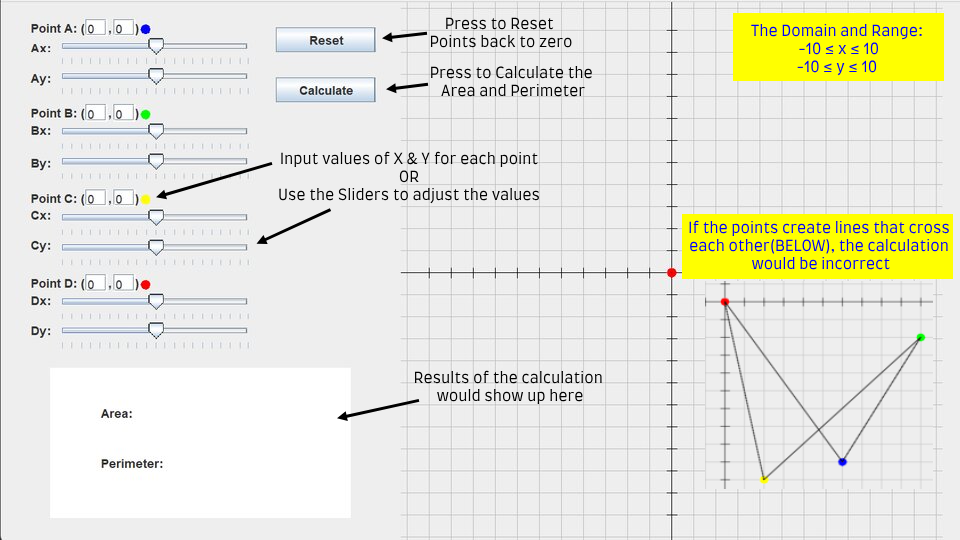 Point A: ( 0 , 0 )
Ax:
Ay:
Point B: ( 0 , 0 )
Bx:
By:
Point C: ( 0 , 0 )
Cx:
Cy:
Point D: ( 0 , 0 )
Dx:
Dy:
Reset
Calculate
Press to Reset
Points back to zero
Press to Calculate the
Area and Perimeter
Input values of X & Y for each point
OR
Use the Sliders to adjust the values
Area:
Perimeter:
Results of the calculation
would show up here
The Domain and Range:
-10 ≤ x ≤ 10
-10 ≤ y ≤ 10
If the points create lines that cross
each other(BELOW), the calculation
would be incorrect